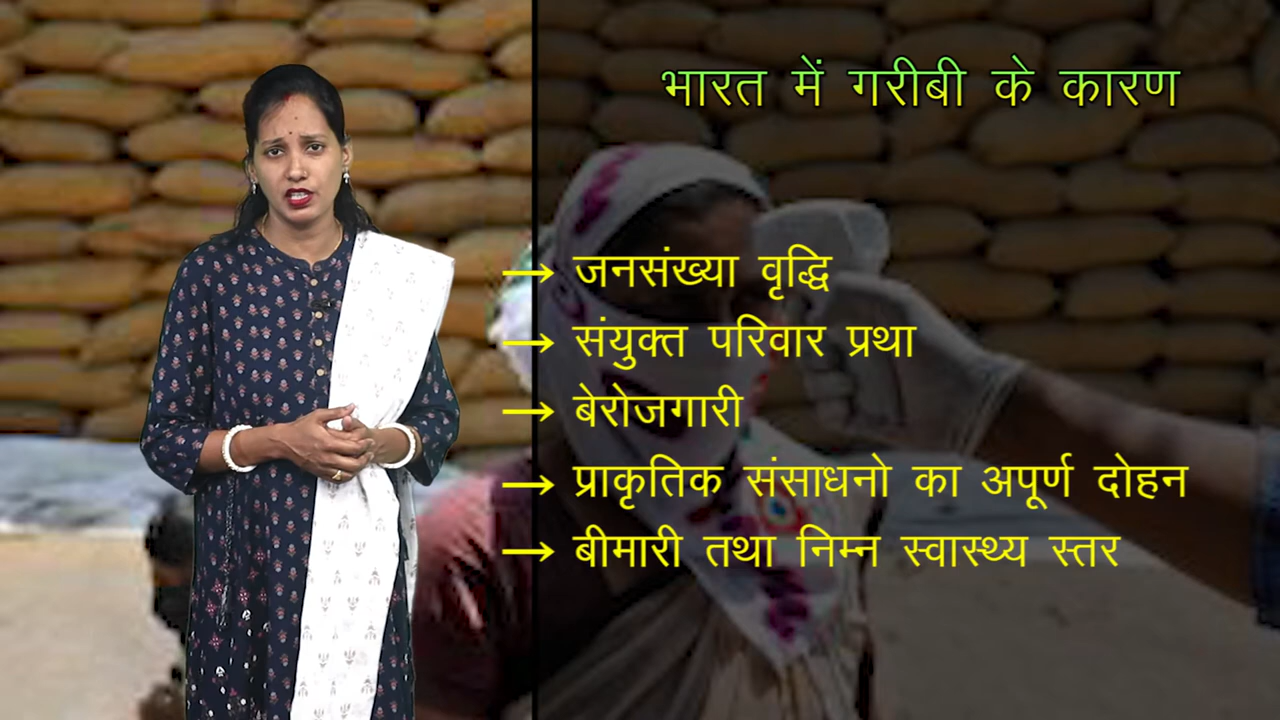 भारत में गरीबी के कारण
→ जनसंख्या वृद्धि
→ संयुक्त परिवार प्रथा
→ बेरोजगारी
→ प्राकृतिक संसाधनो का अपूर्ण दोहन
→ बीमारी तथा निम्न स्वास्थ्य स्तर